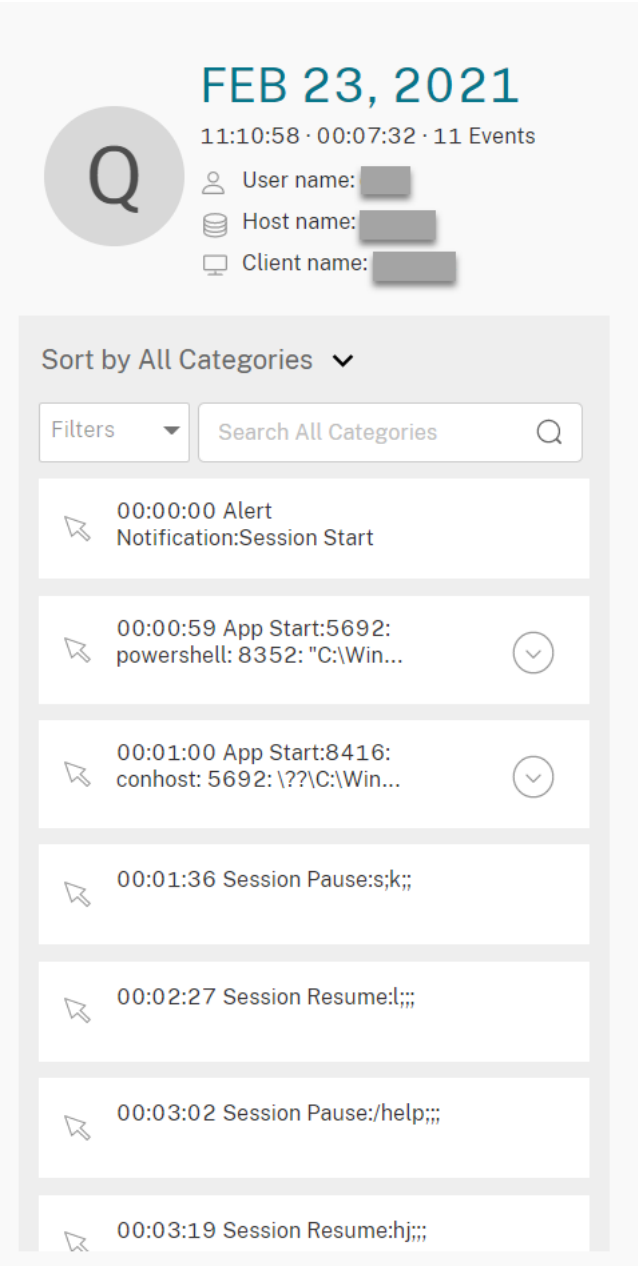 FEB 23, 2021
Q
11:10:58 · 00:07:32 · 11 Events
User name:
Host name:
Client name:
Sort by All Categories
Filters
Search All Categories
00:00:00 Alert
Notification:Session Start
00:00:59 App Start:5692:
powershell: 8352: "C:\Win...
00:01:00 App Start:8416:
conhost: 5692: \??\C:\Win...
00:01:36 Session Pause:s;k;;
00:02:27 Session Resume:l;;;
00:03:02 Session Pause:/help;;;
00:03:19 Session Resume:hj;;;